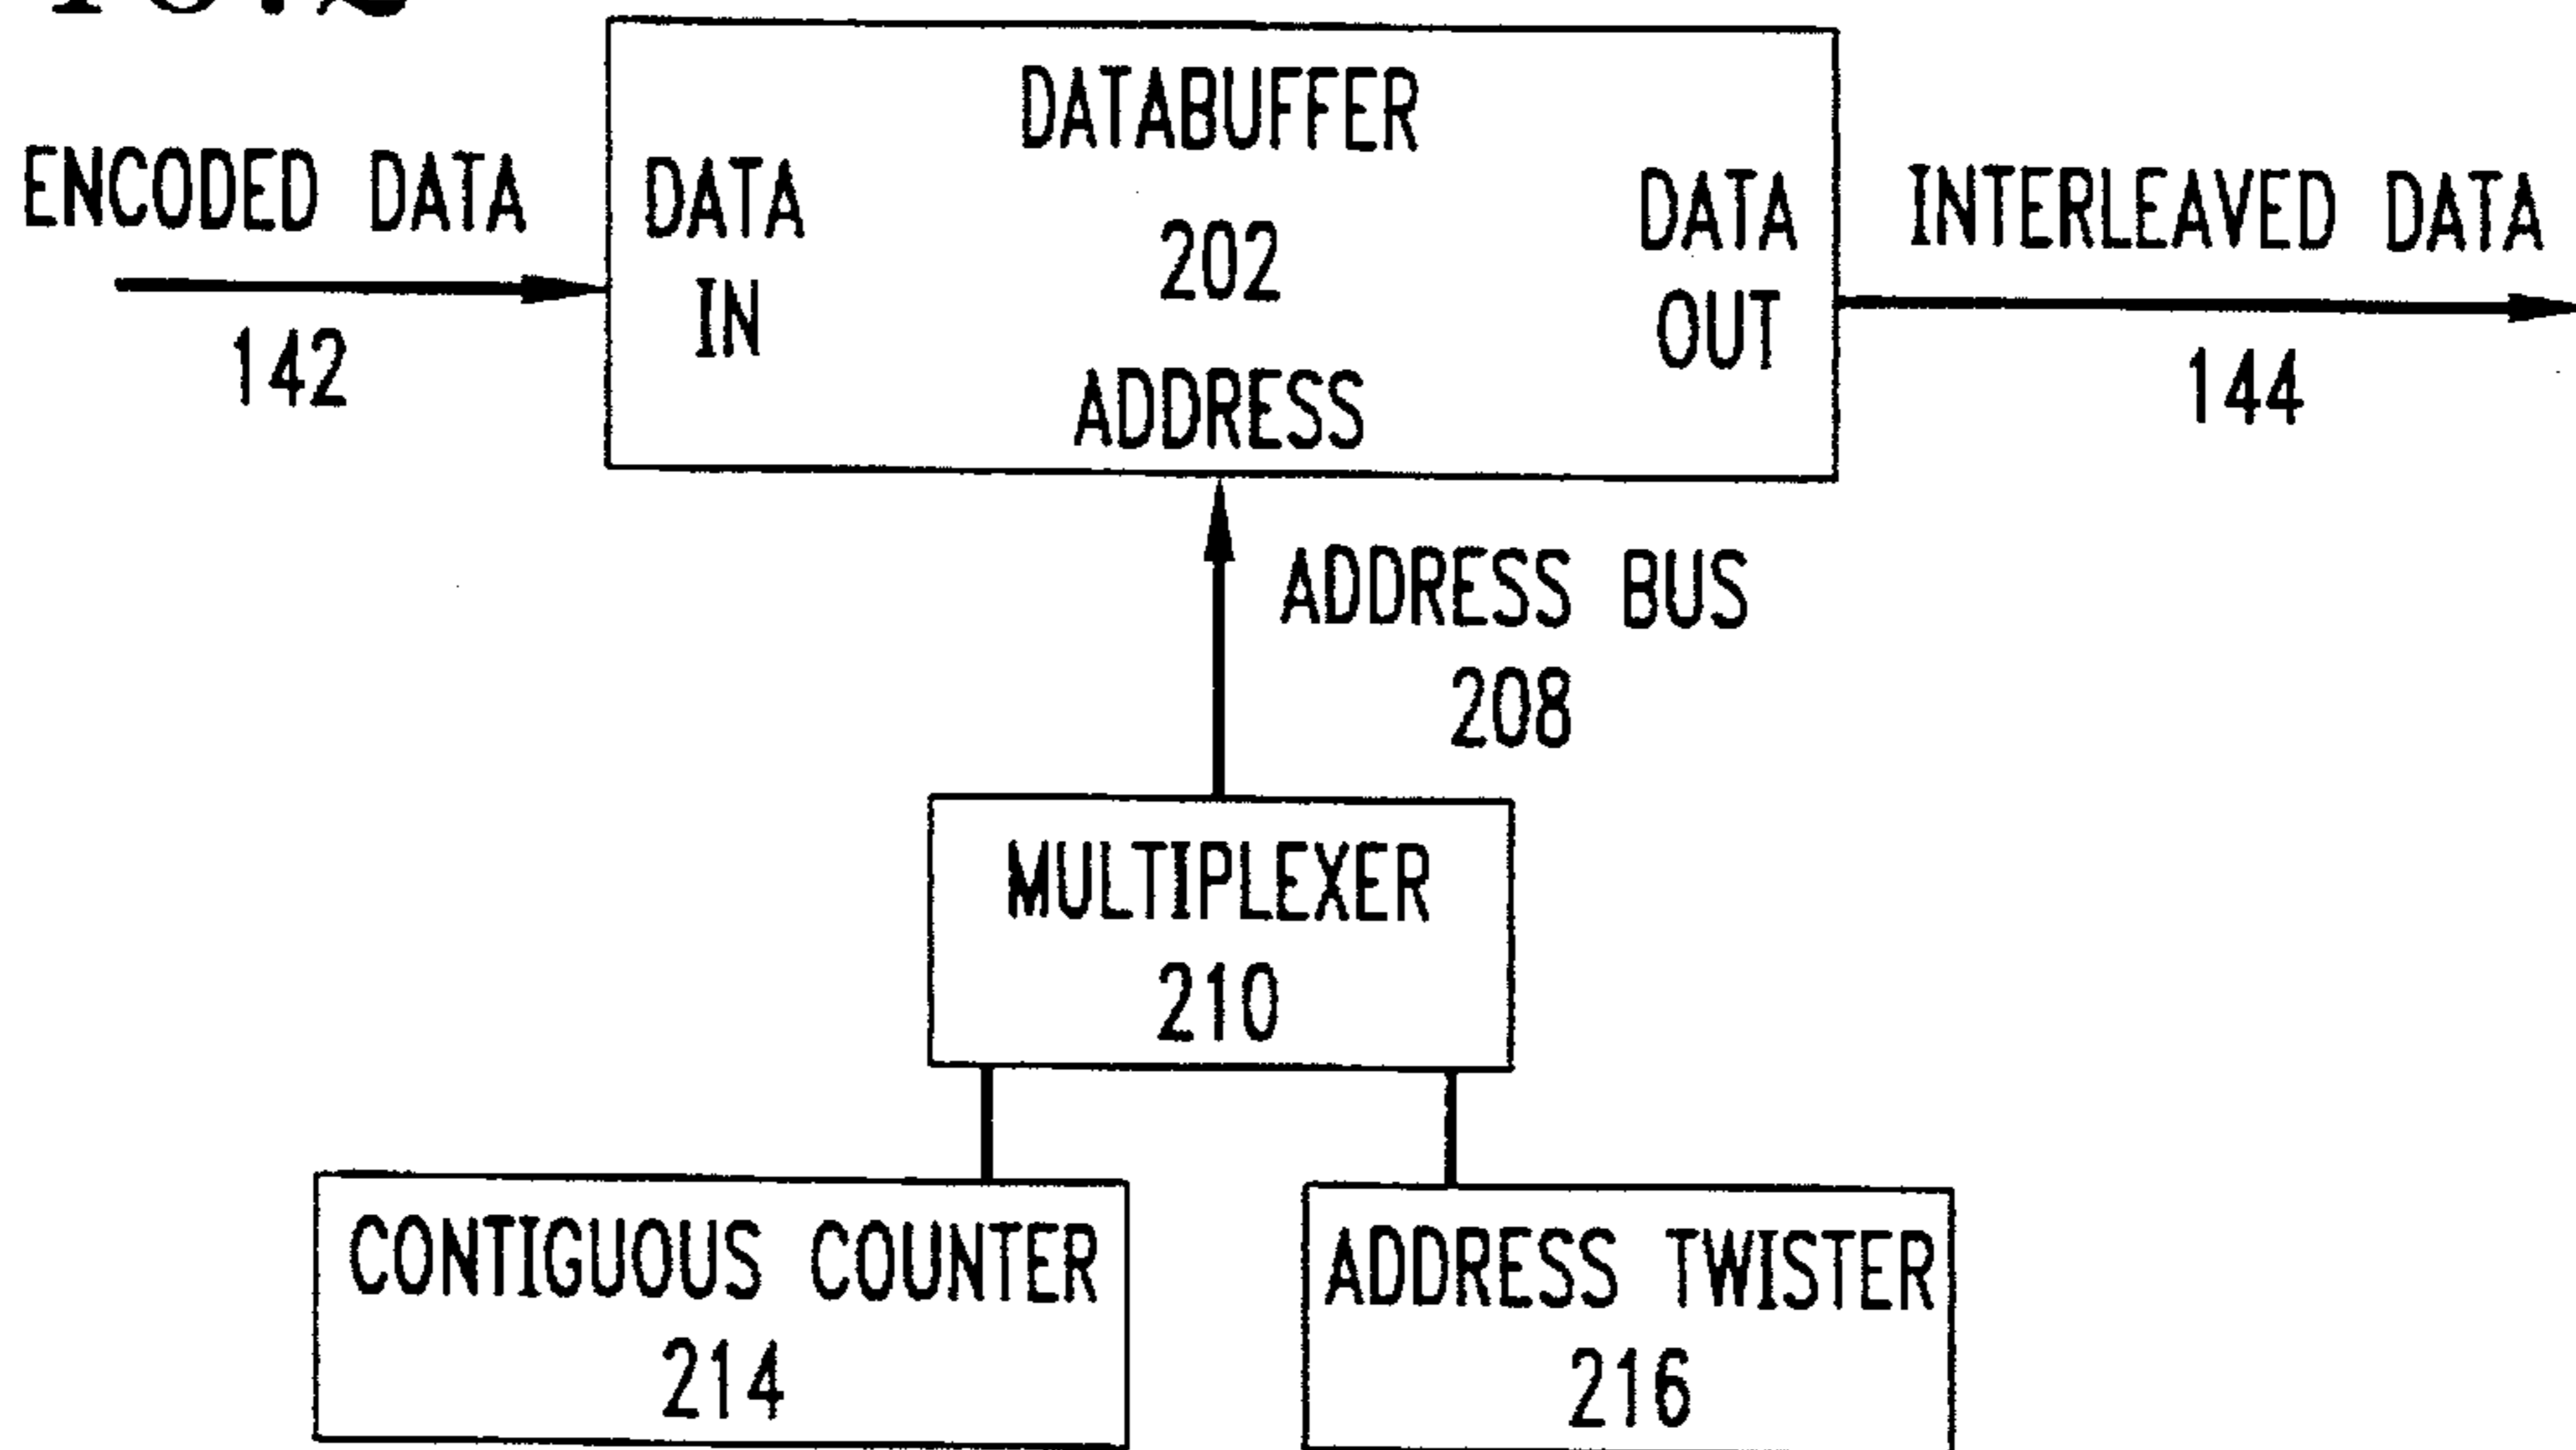 ENCODED DATA
142
DATABUFFER
202
DATA
IN
ADDRESS
DATA
OUT
INTERLEAVED DATA
144
ADDRESS BUS
208
MULTIPLEXER
210
CONTIGUOUS COUNTER
214
ADDRESS TWISTER
216